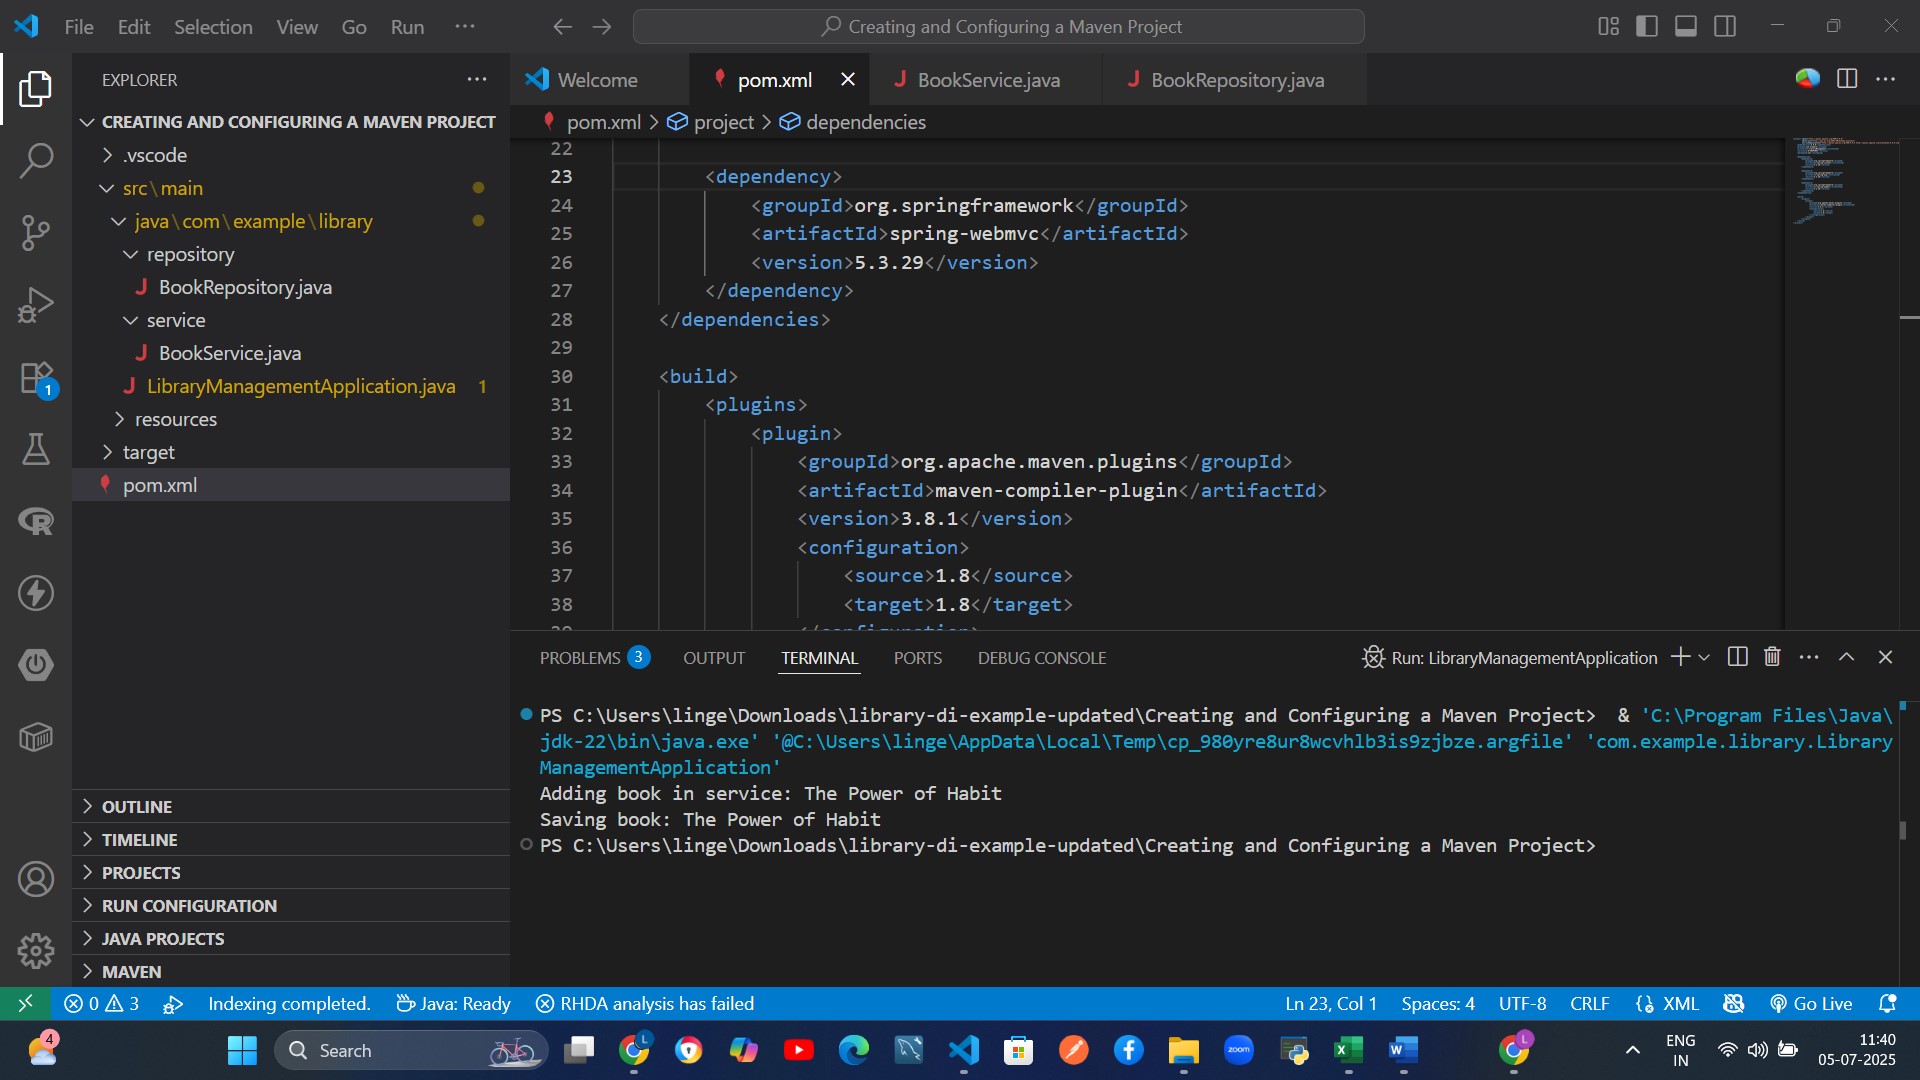 File Edit Selection View Go Run ···
Creating and Configuring a Maven Project
EXPLORER
CREATING AND CONFIGURING A MAVEN PROJECT
.vscode
src\main
java\com\example\library
repository
BookRepository.java
service
BookService.java
LibraryManagementApplication.java 1
resources
target
pom.xml
OUTLINE
TIMELINE
PROJECTS
RUN CONFIGURATION
JAVA PROJECTS
MAVEN
1
Welcome
pom.xml
BookService.java
BookRepository.java
pom.xml > project > dependencies
22
23 <dependency>
24 <groupId>org.springframework</groupId>
25 <artifactId>spring-webmvc</artifactId>
26 <version>5.3.29</version>
27 </dependency>
28 </dependencies>
29
30 <build>
31 <plugins>
32 <plugin>
33 <groupId>org.apache.maven.plugins</groupId>
34 <artifactId>maven-compiler-plugin</artifactId>
35 <version>3.8.1</version>
36 <configuration>
37 <source>1.8</source>
38 <target>1.8</target>
39 </configuration>
PROBLEMS 3 OUTPUT TERMINAL PORTS DEBUG CONSOLE
Run: LibraryManagementApplication
PS C:\Users\linge\Downloads\library-di-example-updated\Creating and Configuring a Maven Project> & 'C:\Program Files\Java\
jdk-22\bin\java.exe' '@C:\Users\linge\AppData\Local\Temp\cp_980yre8ur8wcvhlb3is9zjbze.argfile' 'com.example.library.Library
ManagementApplication'
Adding book in service: The Power of Habit
Saving book: The Power of Habit
PS C:\Users\linge\Downloads\library-di-example-updated\Creating and Configuring a Maven Project>
0 3 Indexing completed. Java: Ready RHDA analysis has failed
Ln 23, Col 1 Spaces: 4 UTF-8 CRLF XML Go Live
4
Search
L
zoom
L
ENG
IN
11:40
05-07-2025